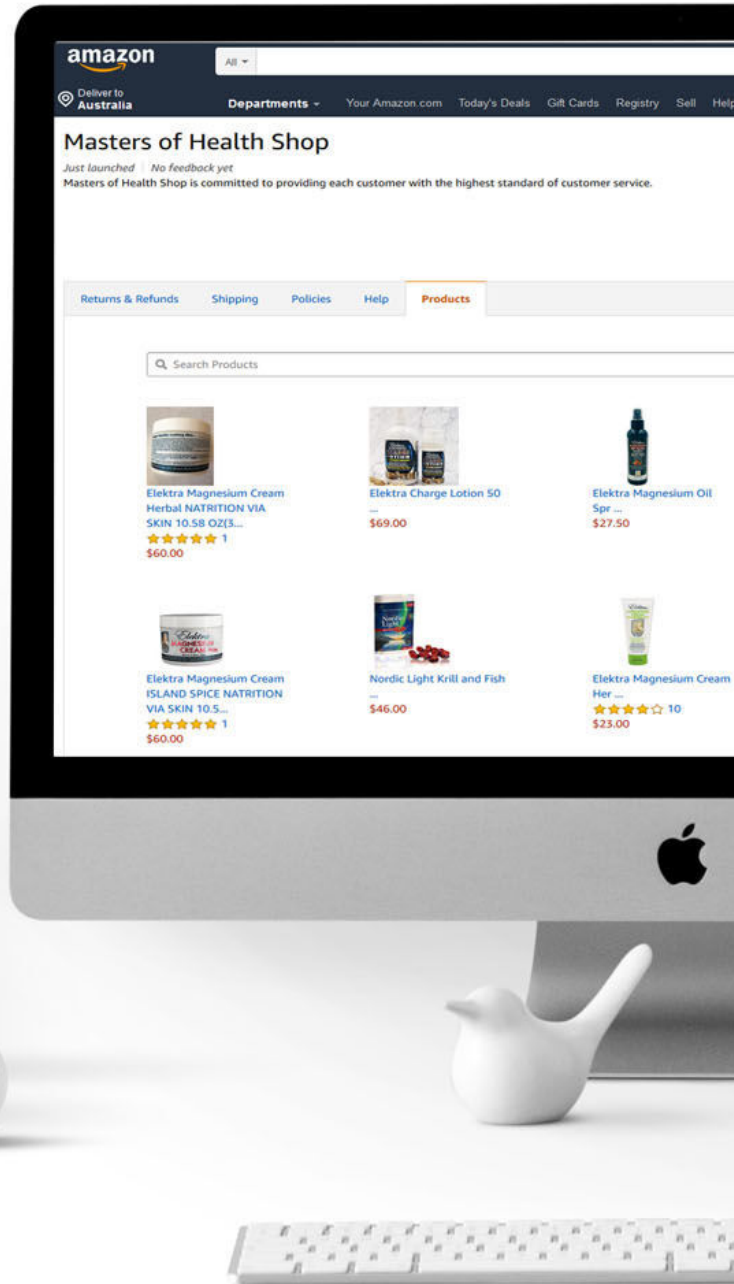 amazon
All
Deliver to
Australia
Departments Your Amazon.com Today's Deals Gift Cards Registry Sell Help
Masters of Health Shop
Just launched | No feedback yet
Masters of Health Shop is committed to providing each customer with the highest standard of customer service.
Returns & Refunds Shipping Policies Help Products
Search Products
Elektra Magnesium Cream
Herbal NATRITION VIA
SKIN 10.58 OZ(3...
1
$60.00
Elektra Charge Lotion 50
...
$69.00
Elektra Magnesium Oil
Spr ...
$27.50
Elektra
MAGNESIUM
CREAM
Elektra Magnesium Cream
ISLAND SPICE NATRITION
VIA SKIN 10.5...
1
$60.00
Nordic
Light
Nordic Light Krill and Fish
...
$46.00
Elektra Magnesium Cream
Her ...
10
$23.00